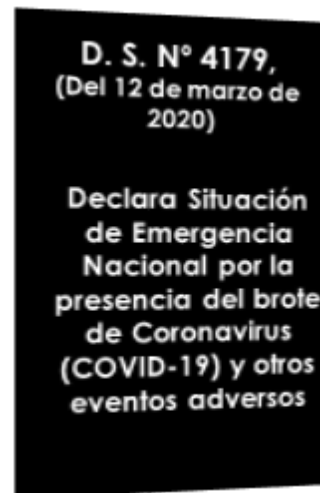 D. S. Nº 4179,
(Del 12 de marzo de
2020)
Declara Situación
de Emergencia
Nacional por la
presencia del brote
de Coronavirus
(COVID-19) y otros
eventos adversos